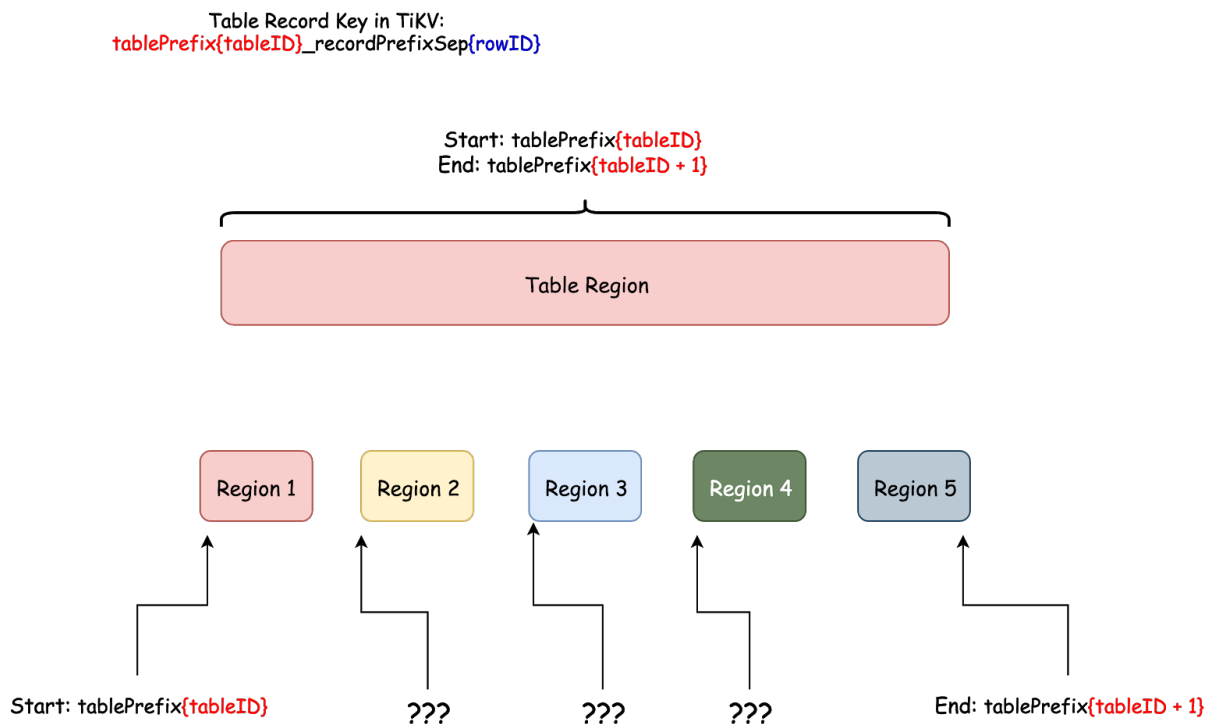 Table Record Key in TiKV:
tablePrefix{tableID}_recordPrefixSep{rowID}
Start: tablePrefix{tableID}
End: tablePrefix{tableID + 1}
Table Region
Region 1
Region 2
Region 3
Region 4
Region 5
Start: tablePrefix{tableID}
???
???
???
End: tablePrefix{tableID + 1}